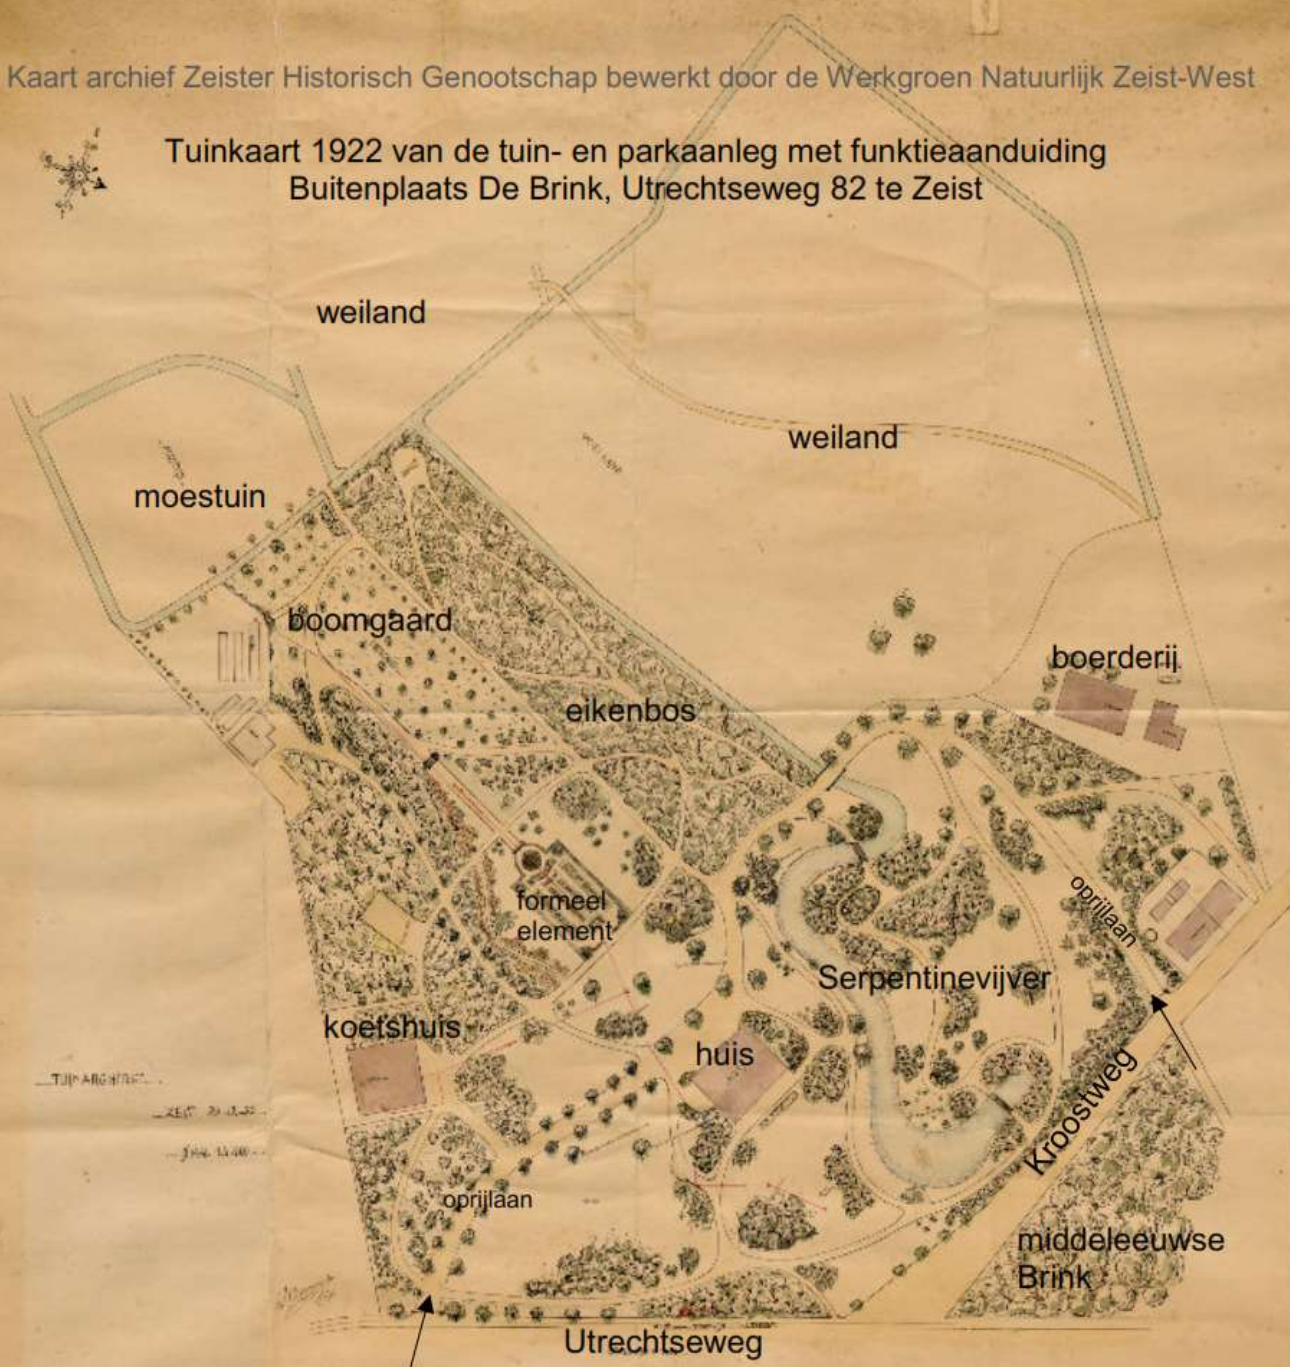 Kaart archief Zeister Historisch Genootschap bewerkt door de Werkgroen Natuurlijk Zeist-West
Tuinkaart 1922 van de tuin- en parkaanleg met funktieaanduiding
Buitenplaats De Brink, Utrechtseweg 82 te Zeist
weiland
weiland
moestuin
boomgaard
boerderij
eikenbos
oprijlaan
formeel
element
Serpentinevijver
koetshuis
huis
Kroostweg
oprijlaan
middeleeuwse
Brink
Utrechtseweg